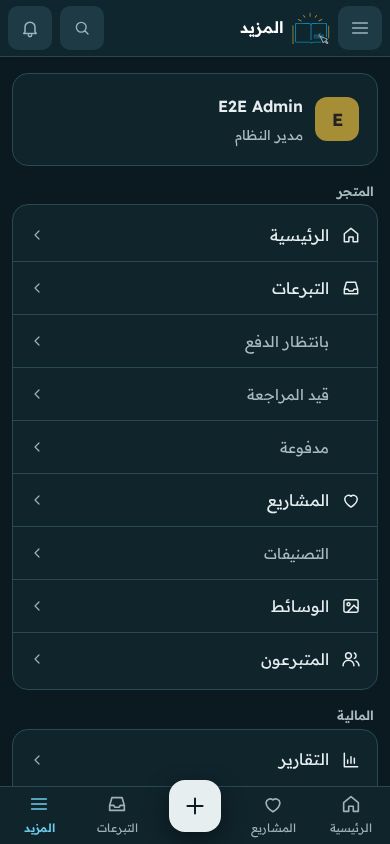 المزيد
E
E2E Admin
مدير النظام
المتجر
الرئيسية
التبرعات
بانتظار الدفع
قيد المراجعة
مدفوعة
المشاريع
التصنيفات
الوسائط
المتبرعون
المالية
التقارير
الرئيسية
المشاريع
التبرعات
المزيد